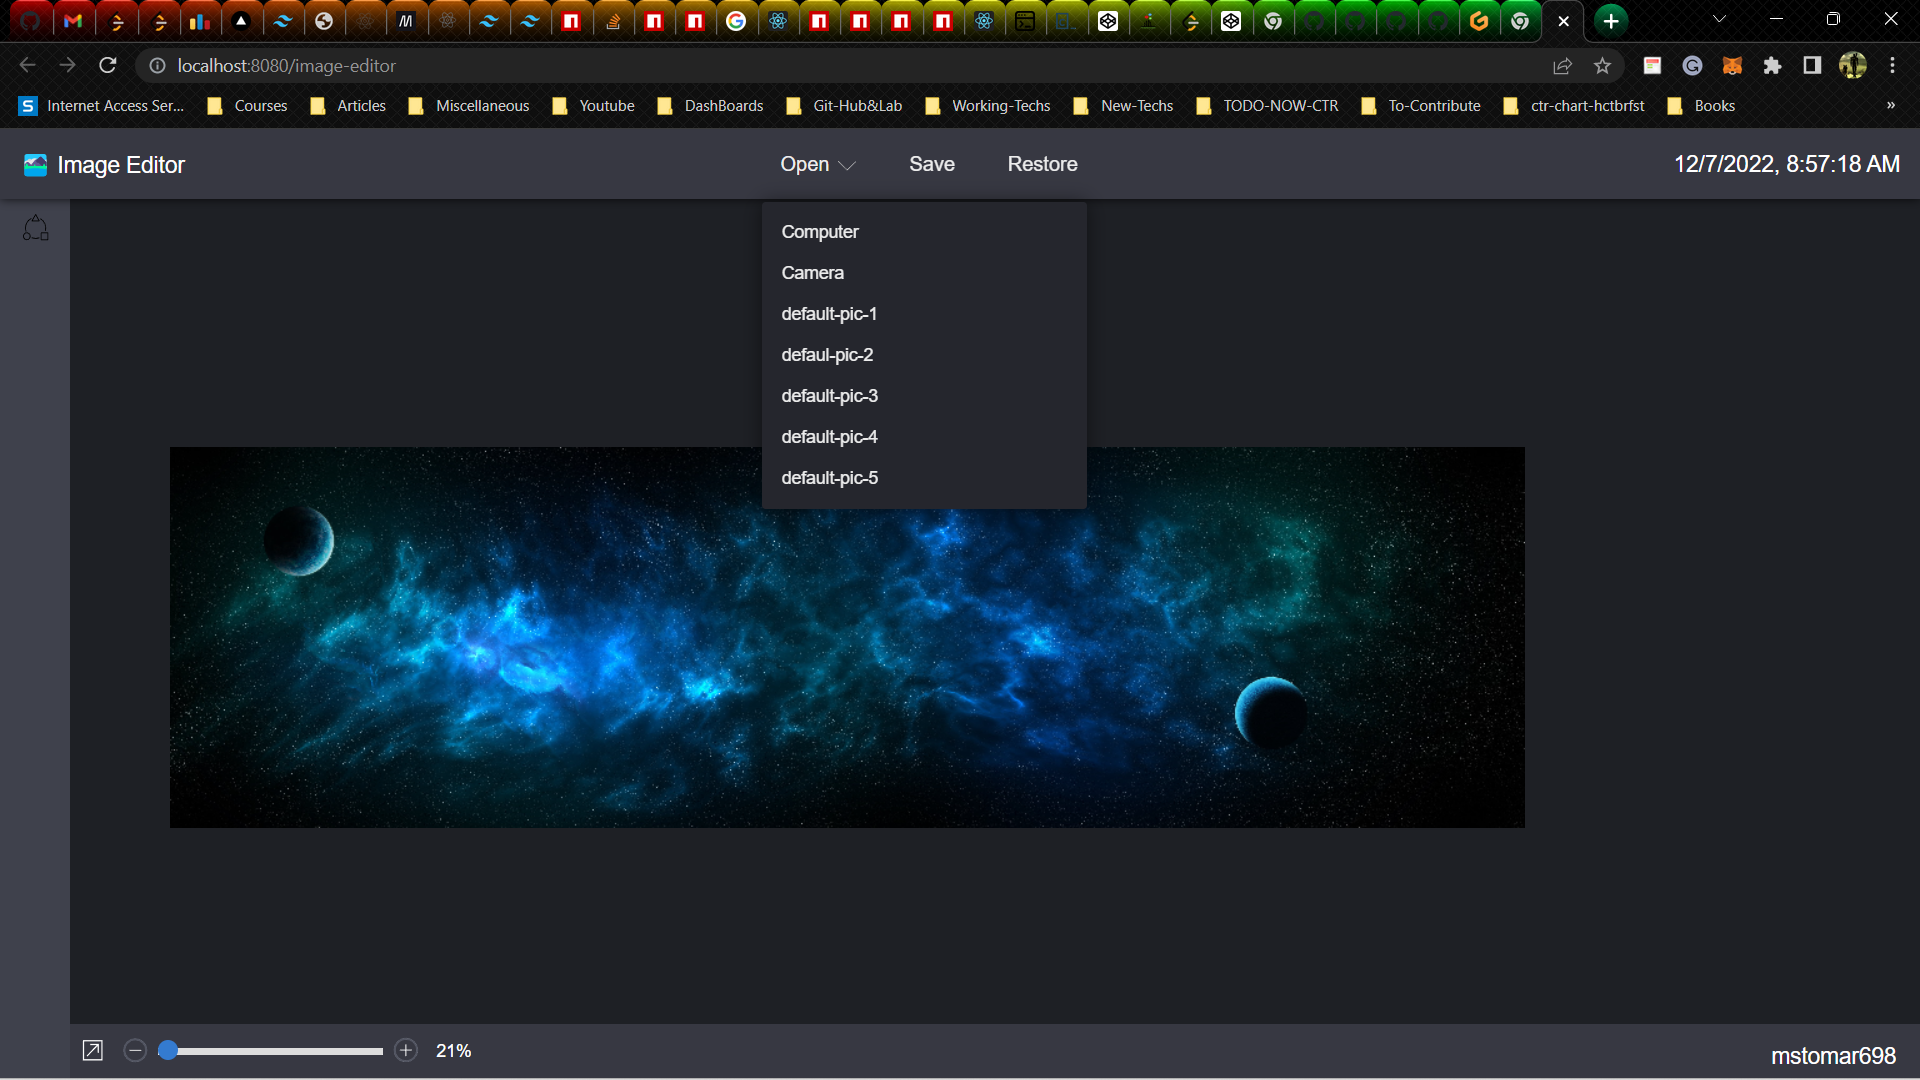 localhost:8080/image-editor
S Internet Access Ser... Courses Articles Miscellaneous Youtube DashBoards Git-Hub&Lab Working-Techs New-Techs TODO-NOW-CTR To-Contribute ctr-chart-hctbrfst Books »
Image Editor Open Save Restore 12/7/2022, 8:57:18 AM
Computer
Camera
default-pic-1
defaul-pic-2
default-pic-3
default-pic-4
default-pic-5
21%
mstomar698